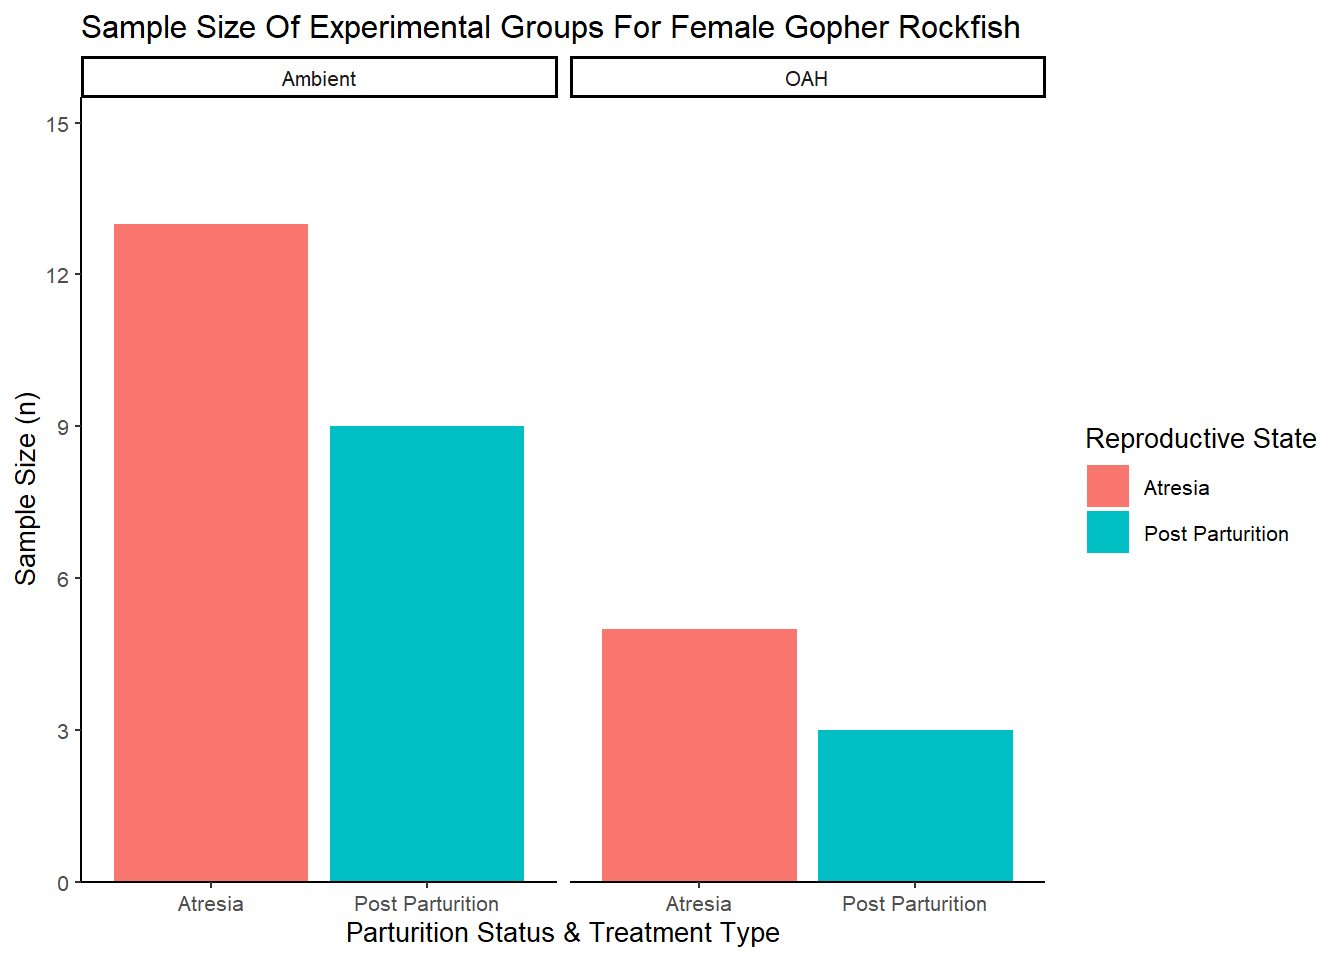 Sample Size Of Experimental Groups For Female Gopher Rockfish
Ambient
OAH
15
12
9
6
3
0
Sample Size (n)
Atresia
Post Parturition
Atresia
Post Parturition
Parturition Status & Treatment Type
Reproductive State
Atresia
Post Parturition